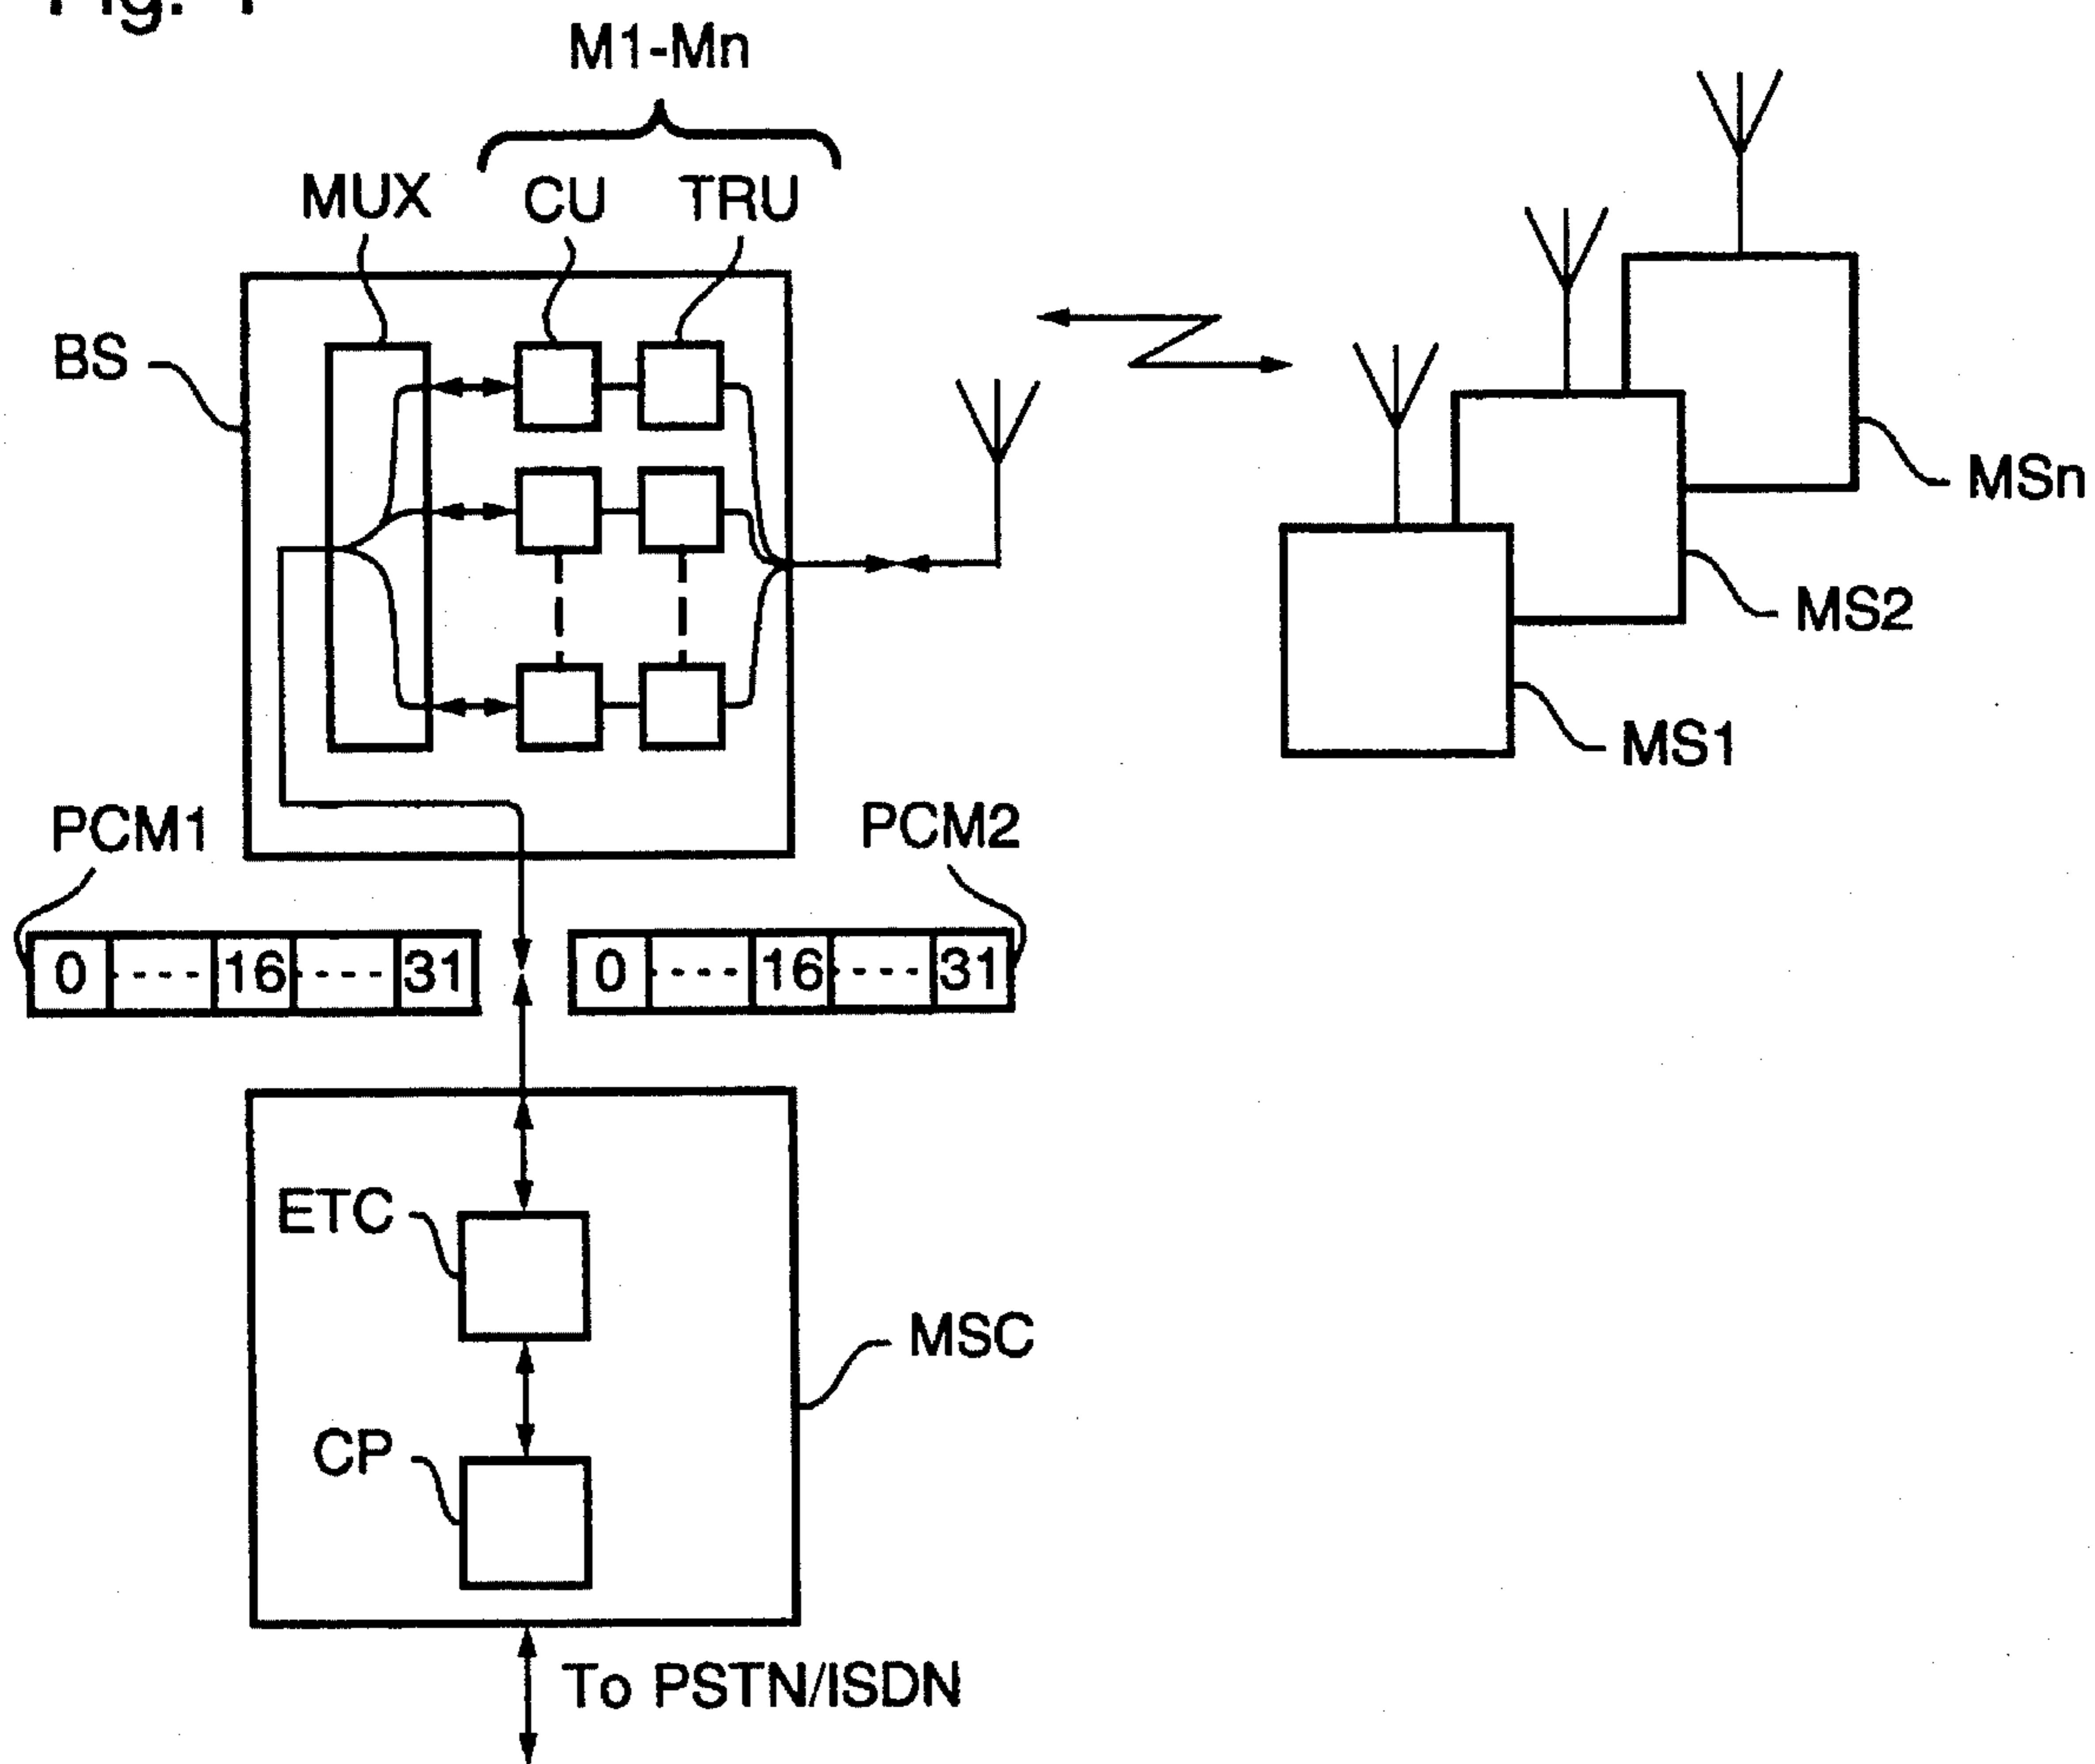 M1-Mn
MUX
CU
TRU
BS
MSn
MS2
MS1
PCM1
PCM2
0 ---- 16 ---- 31
0 ---- 16 ---- 31
ETC
MSC
CP
To PSTN/ISDN